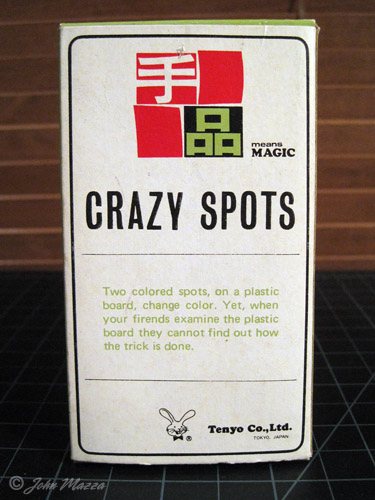 手
品
means
MAGIC
CRAZY SPOTS
Two colored spots, on a plastic
board, change color. Yet, when
your firends examine the plastic
board they cannot find out how
the trick is done.
® Tenyo Co.,Ltd.
TOKYO, JAPAN
© John Mazza